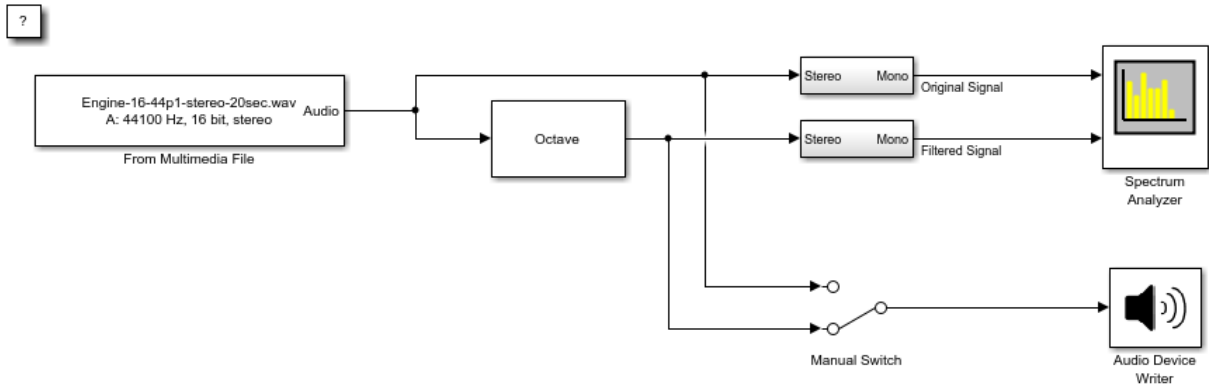 ?
Engine-16-44p1-stereo-20sec.wav
A: 44100 Hz, 16 bit, stereo
Audio
From Multimedia File
Octave
Stereo Mono
Original Signal
Stereo Mono
Filtered Signal
Spectrum
Analyzer
Manual Switch
Audio Device
Writer